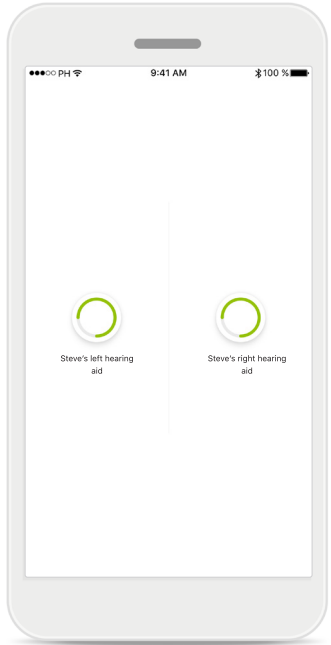 PH 9:41 AM 100 %
Steve's left hearing
aid
Steve's right hearing
aid